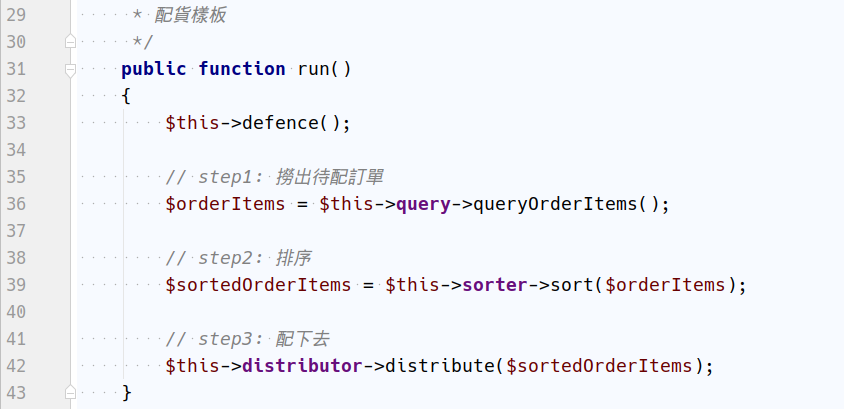 29 * 配貨樣板
30 */
31 public function run()
32 {
33 $this->defence();
34
35 // step1: 撈出待配訂單
36 $orderItems = $this->query->queryOrderItems();
37
38 // step2: 排序
39 $sortedOrderItems = $this->sorter->sort($orderItems);
40
41 // step3: 配下去
42 $this->distributor->distribute($sortedOrderItems);
43 }